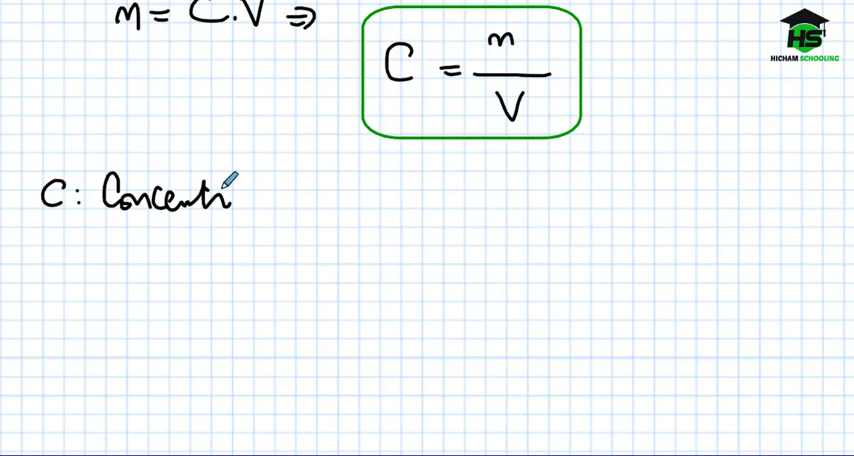 n = C.V ⇒
C = n / V
HS
HICHAM SCHOOLING
C : Concentr